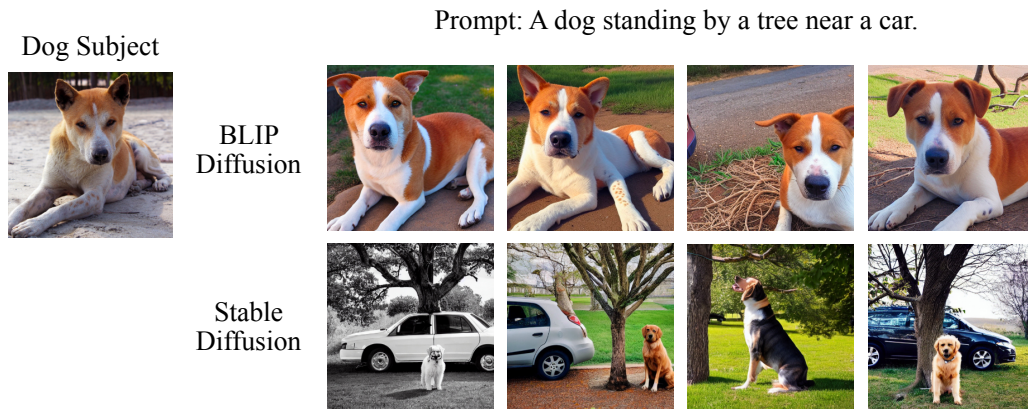 Prompt: A dog standing by a tree near a car.
Dog Subject
BLIP
Diffusion
Stable
Diffusion